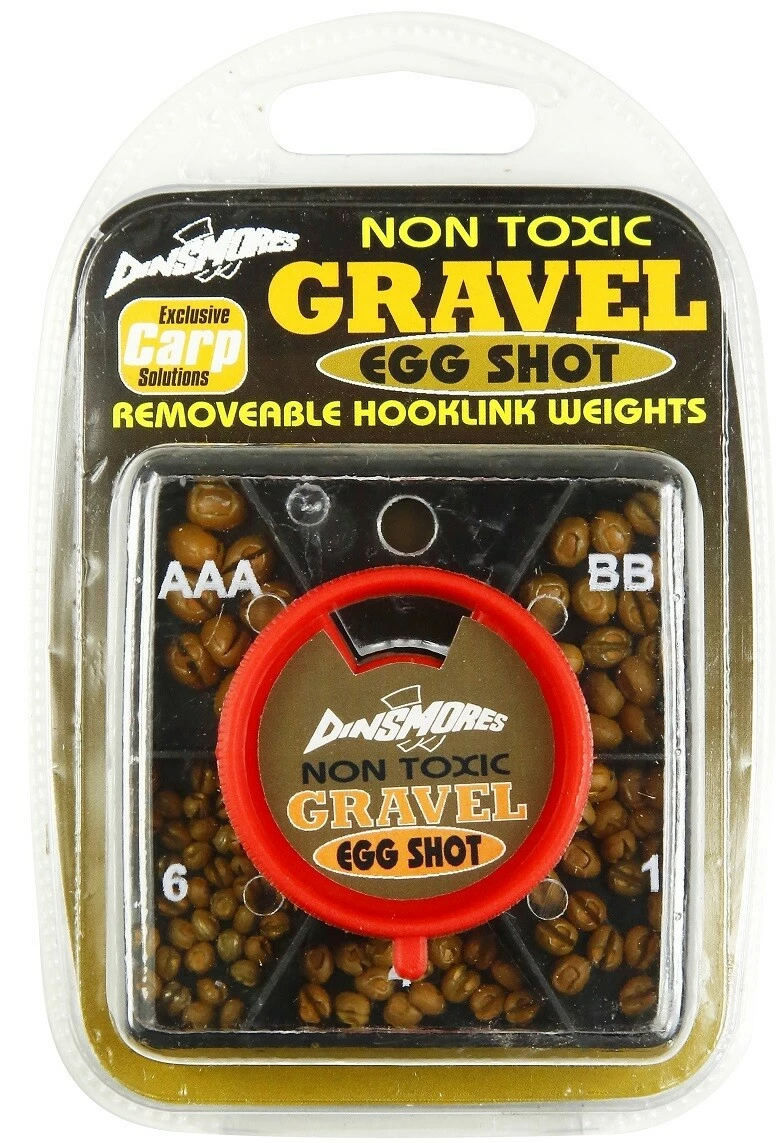 DINSMORES
NON TOXIC
GRAVEL
Exclusive
Carp
Solutions
EGG SHOT
REMOVEABLE HOOKLINK WEIGHTS
AAA
BB
DINSMORES
NON TOXIC
GRAVEL
EGG SHOT
6
1